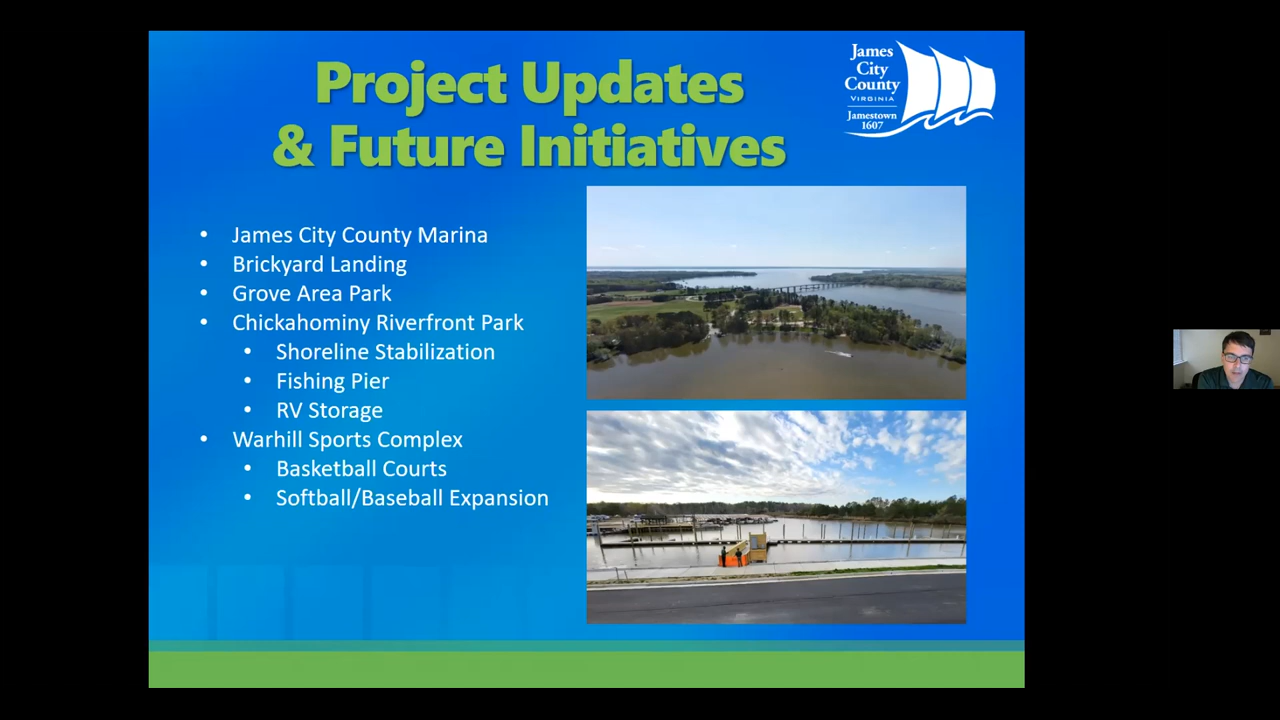 Project Updates
& Future Initiatives
James
City
County
VIRGINIA
Jamestown
1607
• James City County Marina
• Brickyard Landing
• Grove Area Park
• Chickahominy Riverfront Park
• Shoreline Stabilization
• Fishing Pier
• RV Storage
• Warhill Sports Complex
• Basketball Courts
• Softball/Baseball Expansion